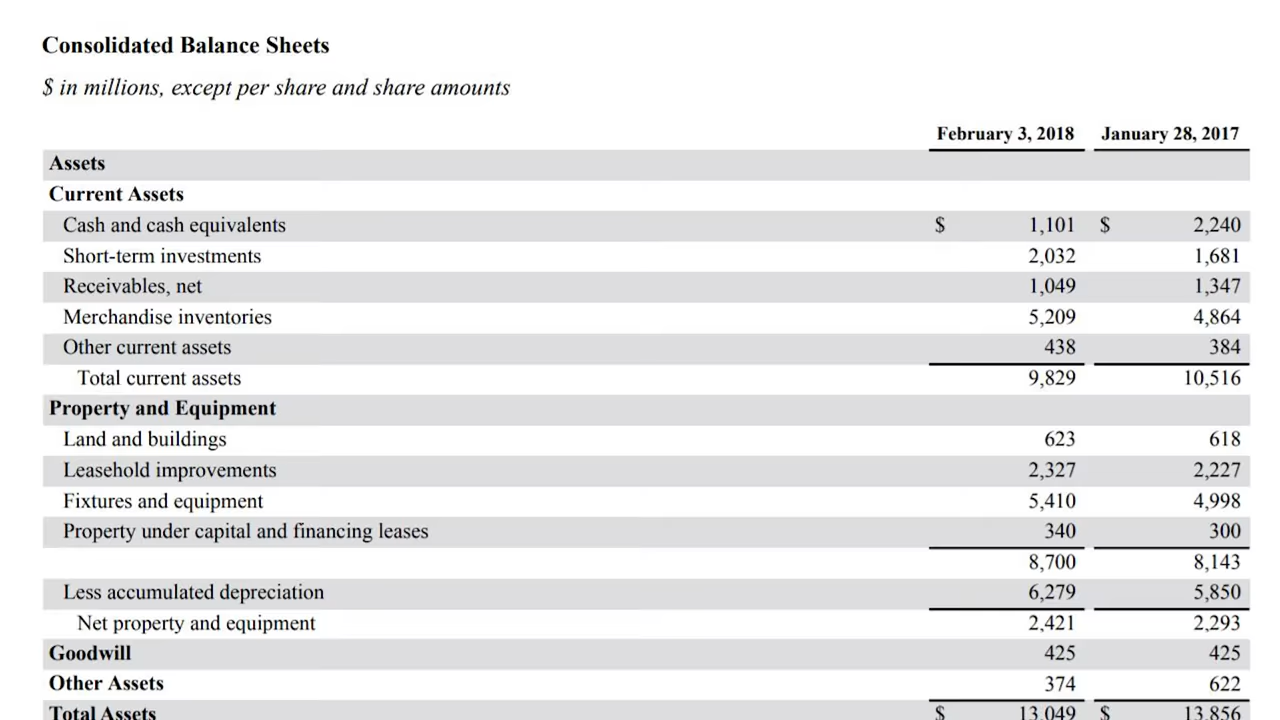 Consolidated Balance Sheets
$ in millions, except per share and share amounts
February 3, 2018 January 28, 2017
Assets
Current Assets
Cash and cash equivalents $ 1,101 $ 2,240
Short-term investments 2,032 1,681
Receivables, net 1,049 1,347
Merchandise inventories 5,209 4,864
Other current assets 438 384
Total current assets 9,829 10,516
Property and Equipment
Land and buildings 623 618
Leasehold improvements 2,327 2,227
Fixtures and equipment 5,410 4,998
Property under capital and financing leases 340 300
8,700 8,143
Less accumulated depreciation 6,279 5,850
Net property and equipment 2,421 2,293
Goodwill 425 425
Other Assets 374 622
Total Assets $ 13,049 $ 13,856